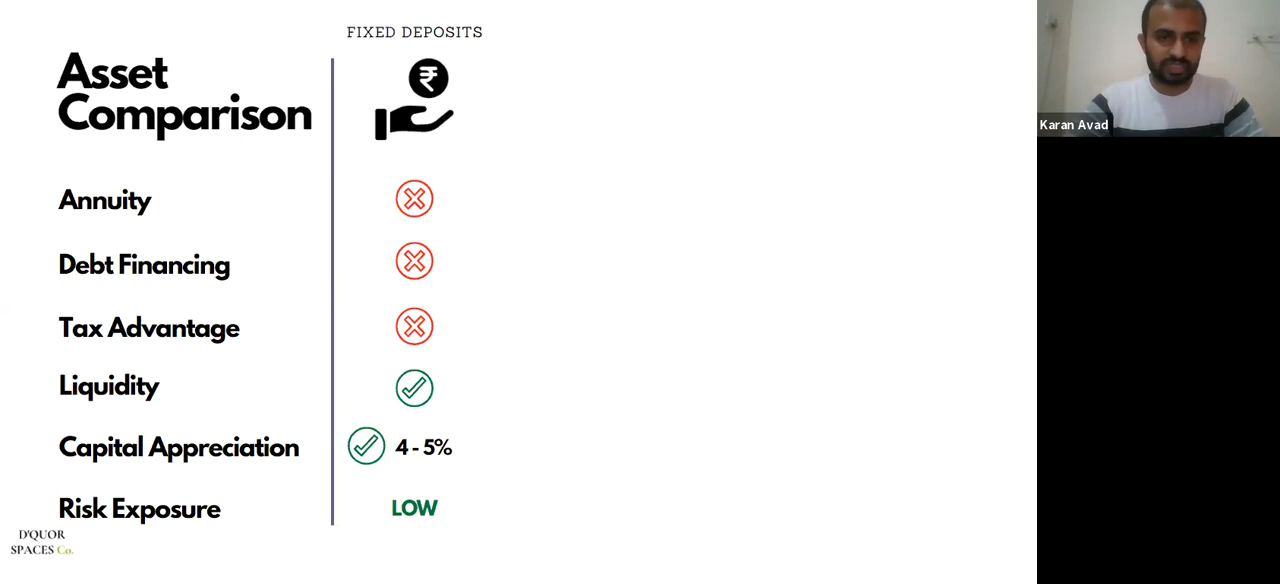 FIXED DEPOSITS
Asset
Comparison
₹
Karan Avad
Annuity
Debt Financing
Tax Advantage
Liquidity
Capital Appreciation 4 - 5%
Risk Exposure LOW
D'QUOR
SPACES Co.